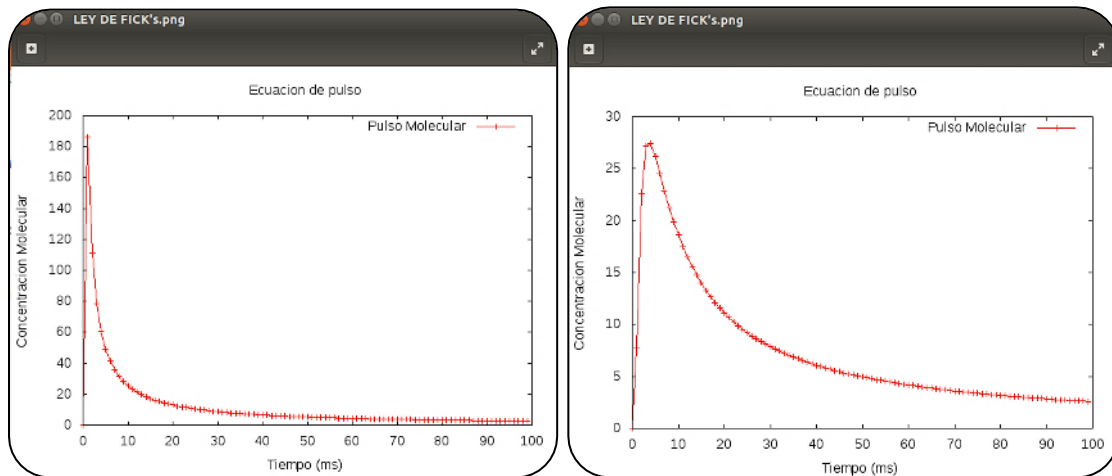 LEY DE FICK's.png
Ecuacion de pulso
Pulso Molecular
200
180
160
140
120
100
80
60
40
20
0
Concentracion Molecular
0 10 20 30 40 50 60 70 80 90 100
Tiempo (ms)
LEY DE FICK's.png
Ecuacion de pulso
Pulso Molecular
30
25
20
15
10
5
0
Concentracion Molecular
0 10 20 30 40 50 60 70 80 90 100
Tiempo (ms)